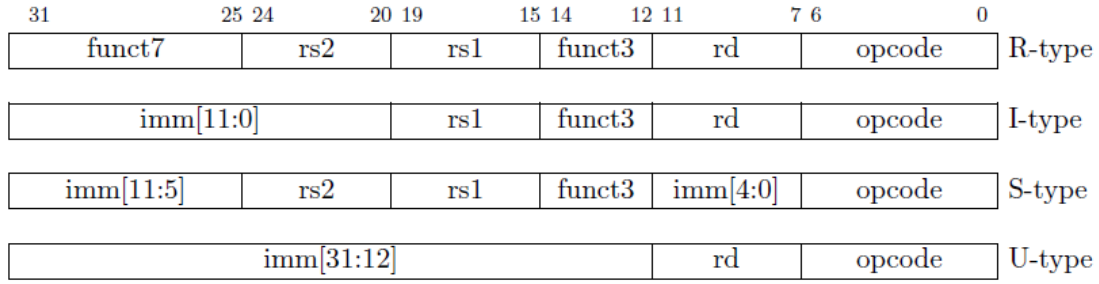 31 25 24 20 19 15 14 12 11 7 6 0
funct7 rs2 rs1 funct3 rd opcode R-type
imm[11:0] rs1 funct3 rd opcode I-type
imm[11:5] rs2 rs1 funct3 imm[4:0] opcode S-type
imm[31:12] rd opcode U-type